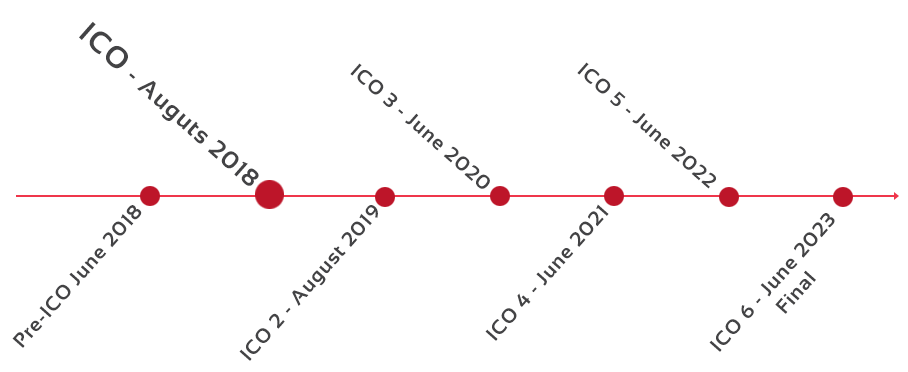 Pre-ICO June 2018
ICO - Auguts 2018
ICO 2 - August 2019
ICO 3 - June 2020
ICO 4 - June 2021
ICO 5 - June 2022
ICO 6 - June 2023
Final